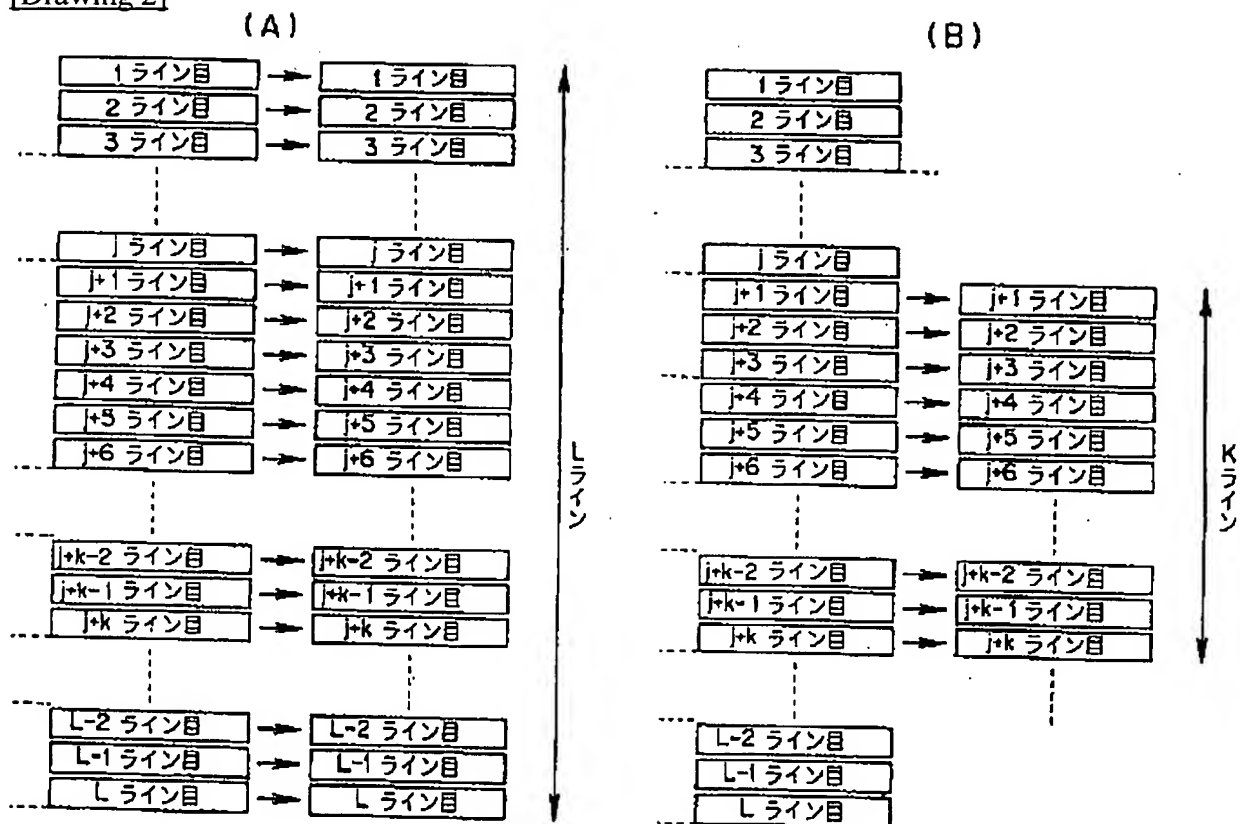 [Drawing 2]
(A)
1 ライン目 1 ライン目
2 ライン目 2 ライン目
3 ライン目 3 ライン目
j ライン目 j ライン目
j+1 ライン目 j+1 ライン目
j+2 ライン目 j+2 ライン目
j+3 ライン目 j+3 ライン目
j+4 ライン目 j+4 ライン目
j+5 ライン目 j+5 ライン目
j+6 ライン目 j+6 ライン目
j+k-2 ライン目 j+k-2 ライン目
j+k-1 ライン目 j+k-1 ライン目
j+k ライン目 j+k ライン目
L-2 ライン目 L-2 ライン目
L-1 ライン目 L-1 ライン目
L ライン目 L ライン目
Lライン
(B)
1 ライン目
2 ライン目
3 ライン目
j ライン目
j+1 ライン目 j+1 ライン目
j+2 ライン目 j+2 ライン目
j+3 ライン目 j+3 ライン目
j+4 ライン目 j+4 ライン目
j+5 ライン目 j+5 ライン目
j+6 ライン目 j+6 ライン目
j+k-2 ライン目 j+k-2 ライン目
j+k-1 ライン目 j+k-1 ライン目
j+k ライン目 j+k ライン目
L-2 ライン目
L-1 ライン目
L ライン目
Kライン